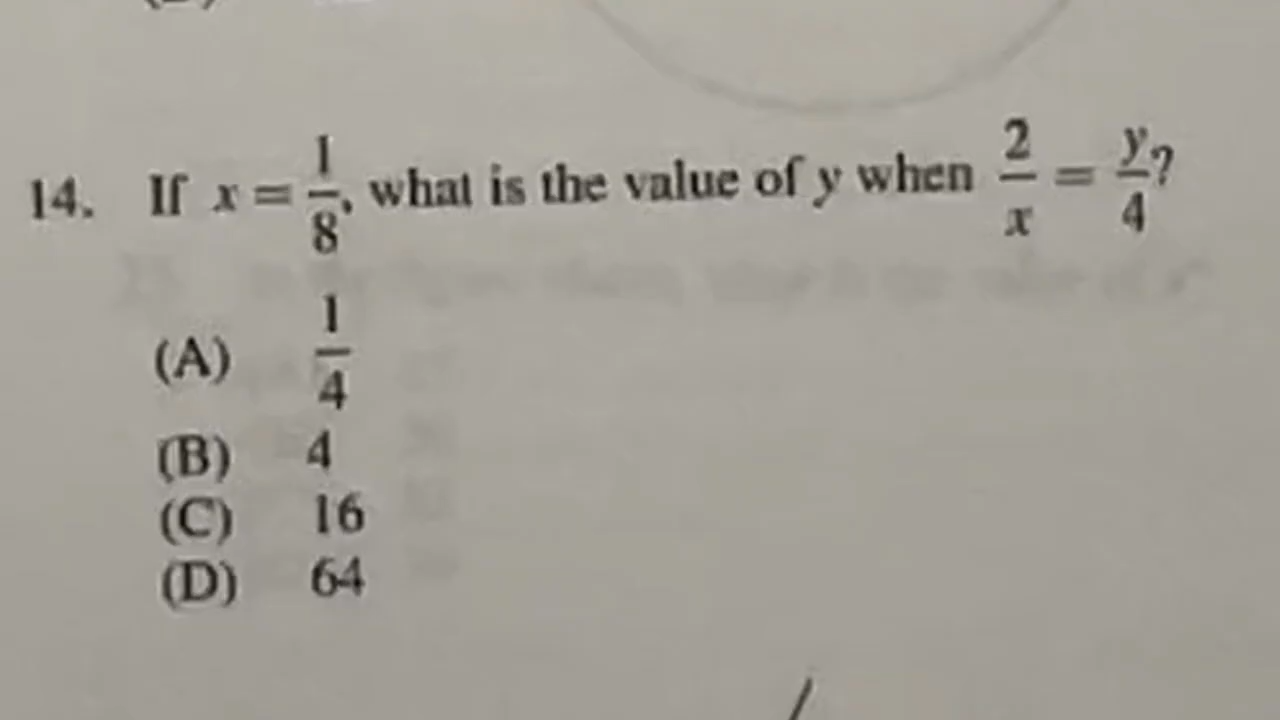 14. If x = 1/8, what is the value of y when 2/x = y/4?
(A) 1/4
(B) 4
(C) 16
(D) 64